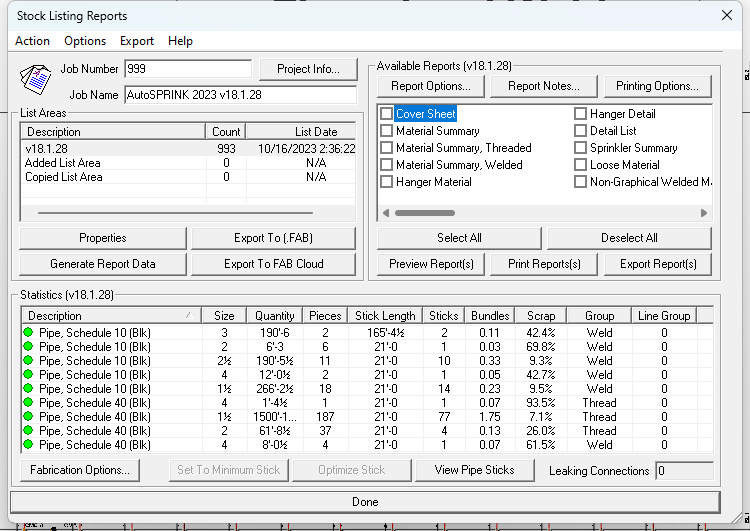 Stock Listing Reports
Action Options Export Help
Job Number 999 Project Info...
Job Name AutoSPRINK 2023 v18.1.28
List Areas
Description Count List Date
v18.1.28 993 10/16/2023 2:36:22
Added List Area 0 N/A
Copied List Area 0 N/A
Properties Export To (.FAB)
Generate Report Data Export To FAB Cloud
Available Reports (v18.1.28)
Report Options... Report Notes... Printing Options...
Cover Sheet Hanger Detail
Material Summary Detail List
Material Summary, Threaded Sprinkler Summary
Material Summary, Welded Loose Material
Hanger Material Non-Graphical Welded M
Select All Deselect All
Preview Report(s) Print Reports(s) Export Report(s)
Statistics (v18.1.28)
Description Size Quantity Pieces Stick Length Sticks Bundles Scrap Group Line Group
Pipe, Schedule 10 (Blk) 3 190'-6 2 165'-4½ 2 0.11 42.4% Weld 0
Pipe, Schedule 10 (Blk) 2 6'-3 6 21'-0 1 0.03 69.8% Weld 0
Pipe, Schedule 10 (Blk) 2½ 190'-5½ 11 21'-0 10 0.33 9.3% Weld 0
Pipe, Schedule 10 (Blk) 4 12'-0½ 2 21'-0 1 0.05 42.7% Weld 0
Pipe, Schedule 10 (Blk) 1½ 266'-2½ 18 21'-0 14 0.23 9.5% Weld 0
Pipe, Schedule 40 (Blk) 4 1'-4½ 1 21'-0 1 0.07 93.5% Thread 0
Pipe, Schedule 40 (Blk) 1½ 1500'-1... 187 21'-0 77 1.75 7.1% Thread 0
Pipe, Schedule 40 (Blk) 2 61'-8½ 37 21'-0 4 0.13 26.0% Thread 0
Pipe, Schedule 40 (Blk) 4 8'-0½ 4 21'-0 1 0.07 61.5% Weld 0
Fabrication Options... Set To Minimum Stick Optimize Stick View Pipe Sticks Leaking Connections 0
Done